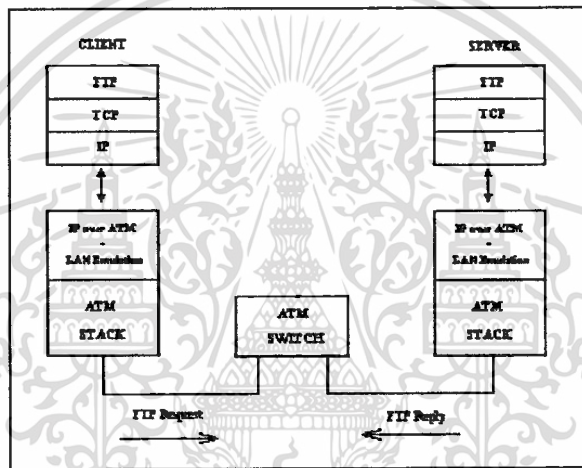 CLIENT
SERVER
FTP
FTP
TCP
TCP
IP
IP
IP over ATM
IP over ATM
LAN Emulation
LAN Emulation
ATM
STACK
ATM
SWITCH
ATM
STACK
FTP Request
FTP Reply